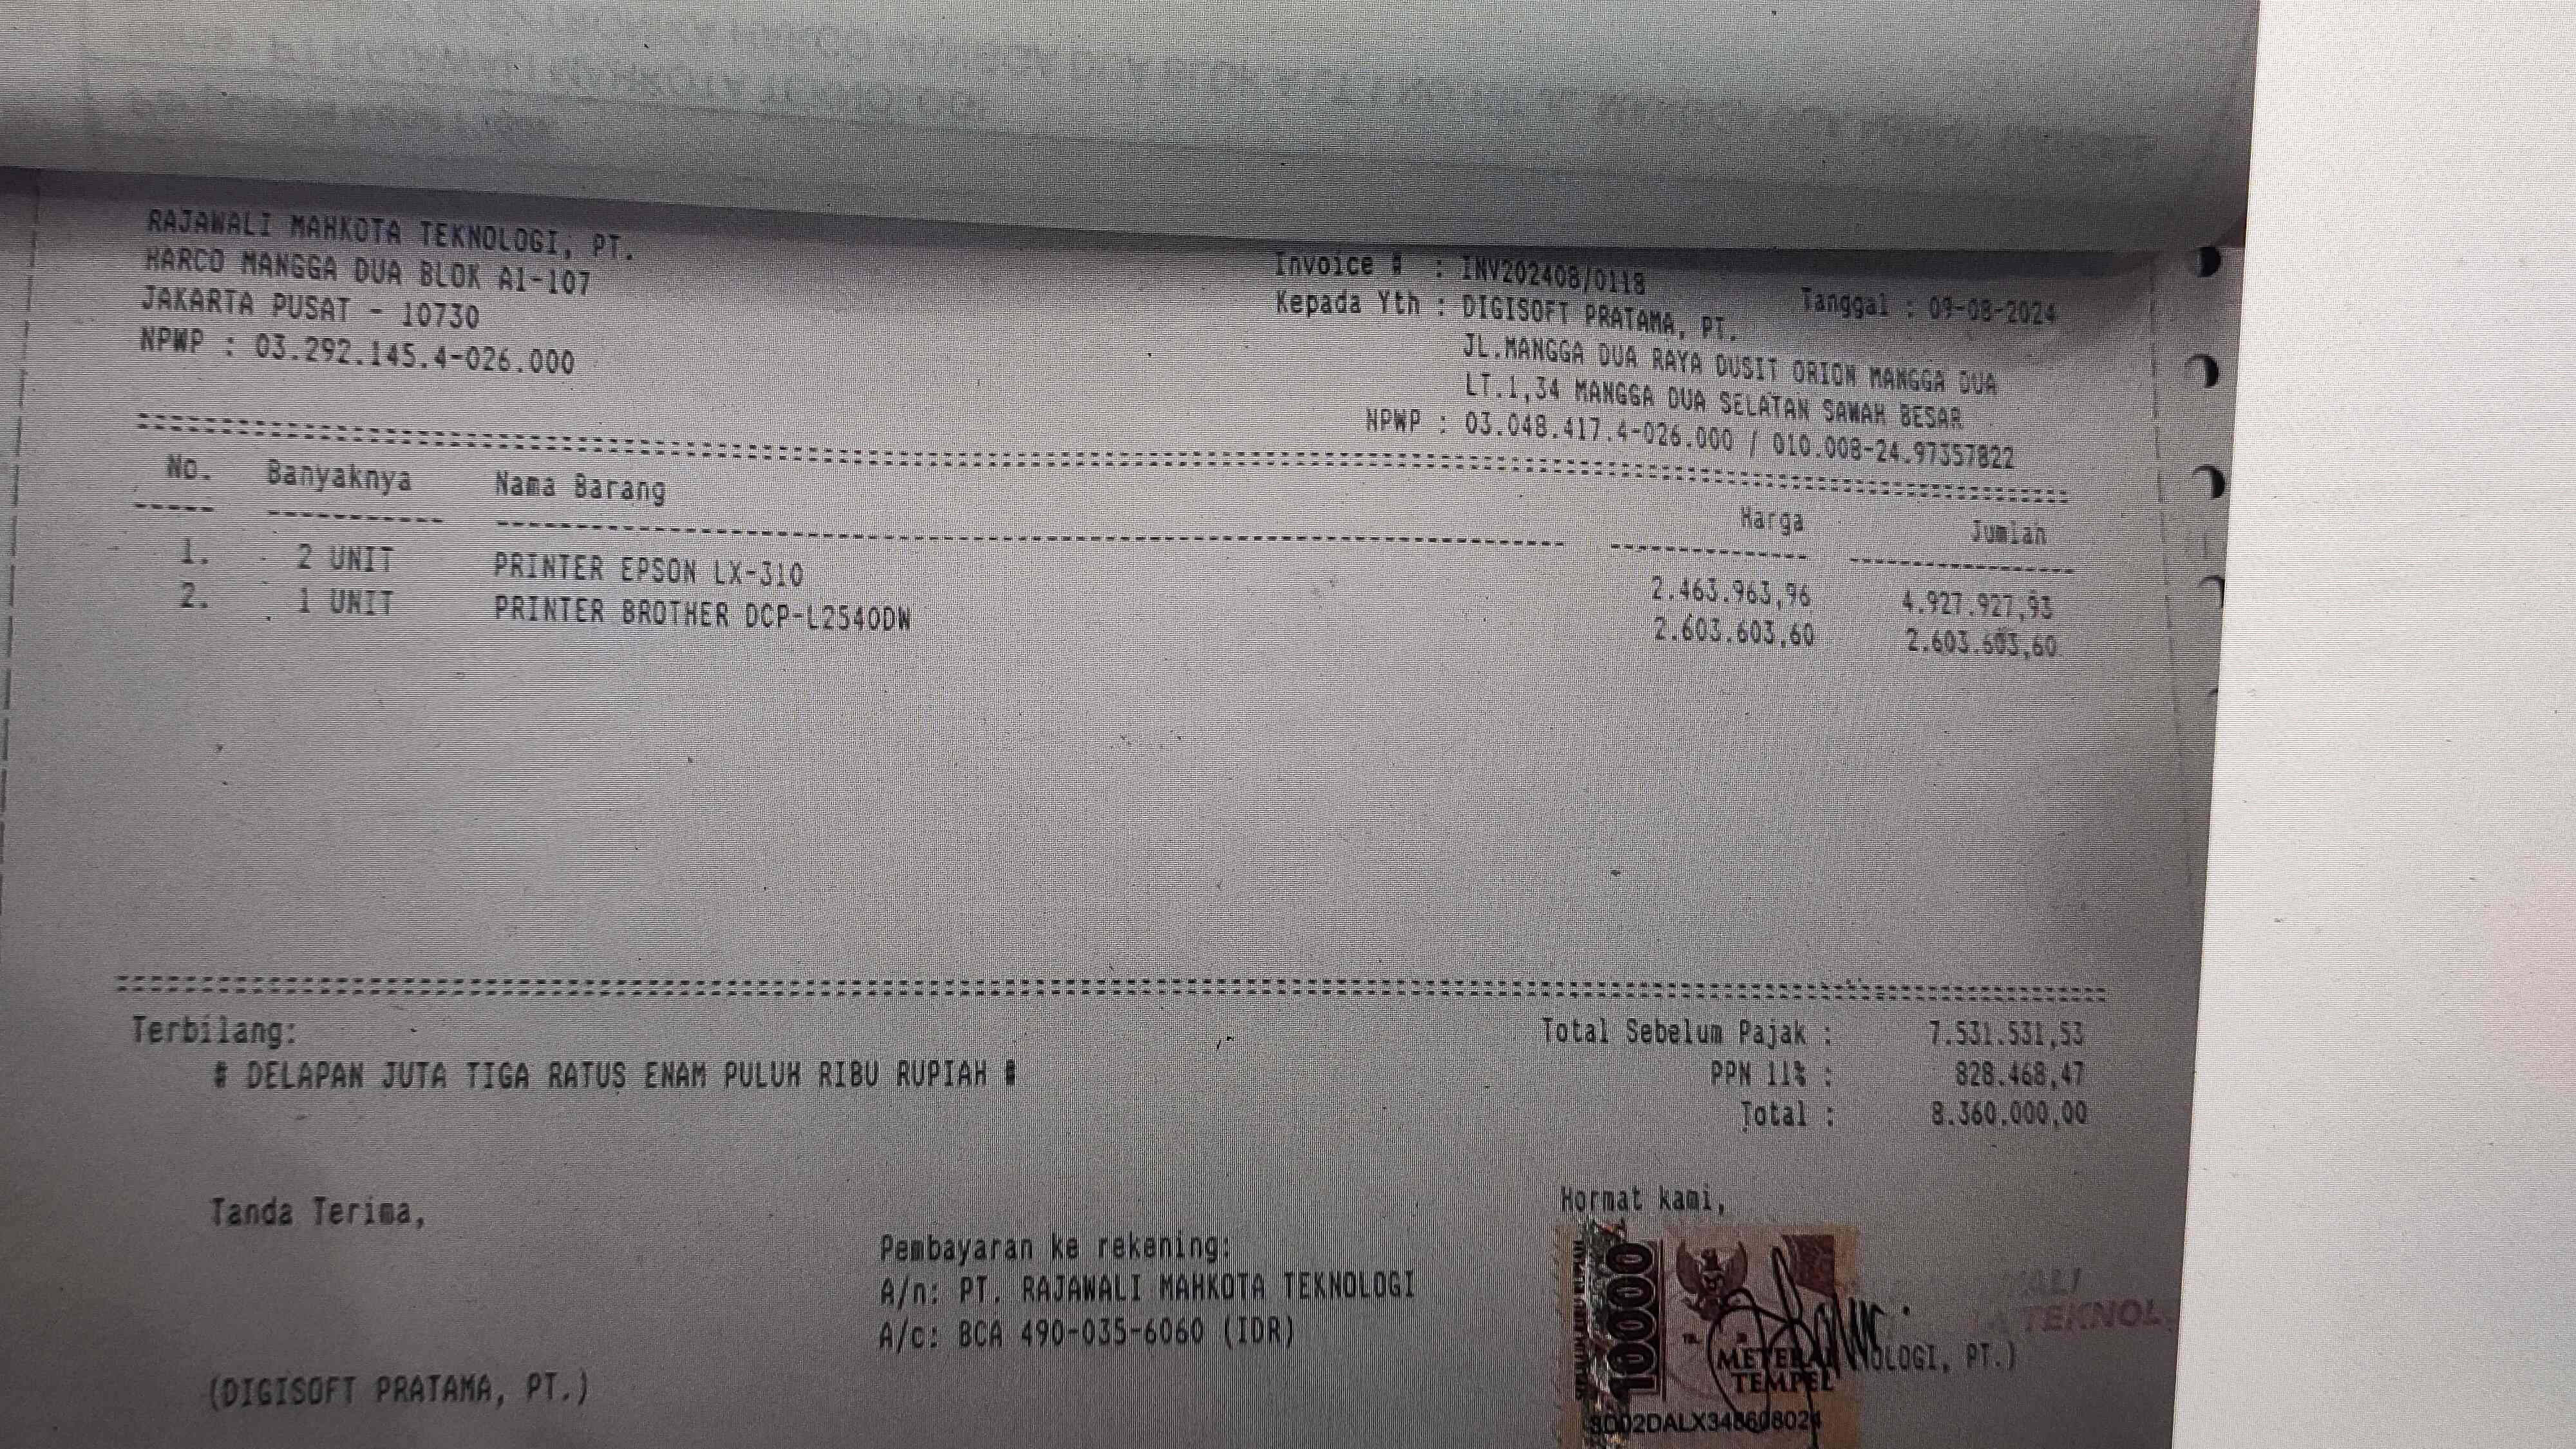 RAJAWALI MAHKOTA TEKNOLOGI, PT.
HARCO MANGGA DUA BLOK A1-107
JAKARTA PUSAT - 10730
NPWP : 03.292.145.4-026.000
Invoice # : INV202408/0118 Tanggal : 09-08-2024
Kepada Yth : DIGISOFT PRATAMA, PT.
JL.MANGGA DUA RAYA DUSIT ORION MANGGA DUA
LT.1,34 MANGGA DUA SELATAN SAWAH BESAR
NPWP : 03.048.417.4-026.000 / 010.008-24.97357822
No. Banyaknya Nama Barang Harga Jumlah
1. 2 UNIT PRINTER EPSON LX-310 2.463.963,96 4.927.927,93
2. 1 UNIT PRINTER BROTHER DCP-L2540DW 2.603.603,60 2.603.603,60
Terbilang:
# DELAPAN JUTA TIGA RATUS ENAM PULUH RIBU RUPIAH #
Total Sebelum Pajak : 7.531.531,53
PPN 11% : 828.468,47
Total : 8.360.000,00
Tanda Terima,
(DIGISOFT PRATAMA, PT.)
Pembayaran ke rekening:
A/n: PT. RAJAWALI MAHKOTA TEKNOLOGI
A/c: BCA 490-035-6060 (IDR)
Hormat kami,
10000
METERAI
TEMPEL
OLOGI, PT.)
ALI
TEKNOL